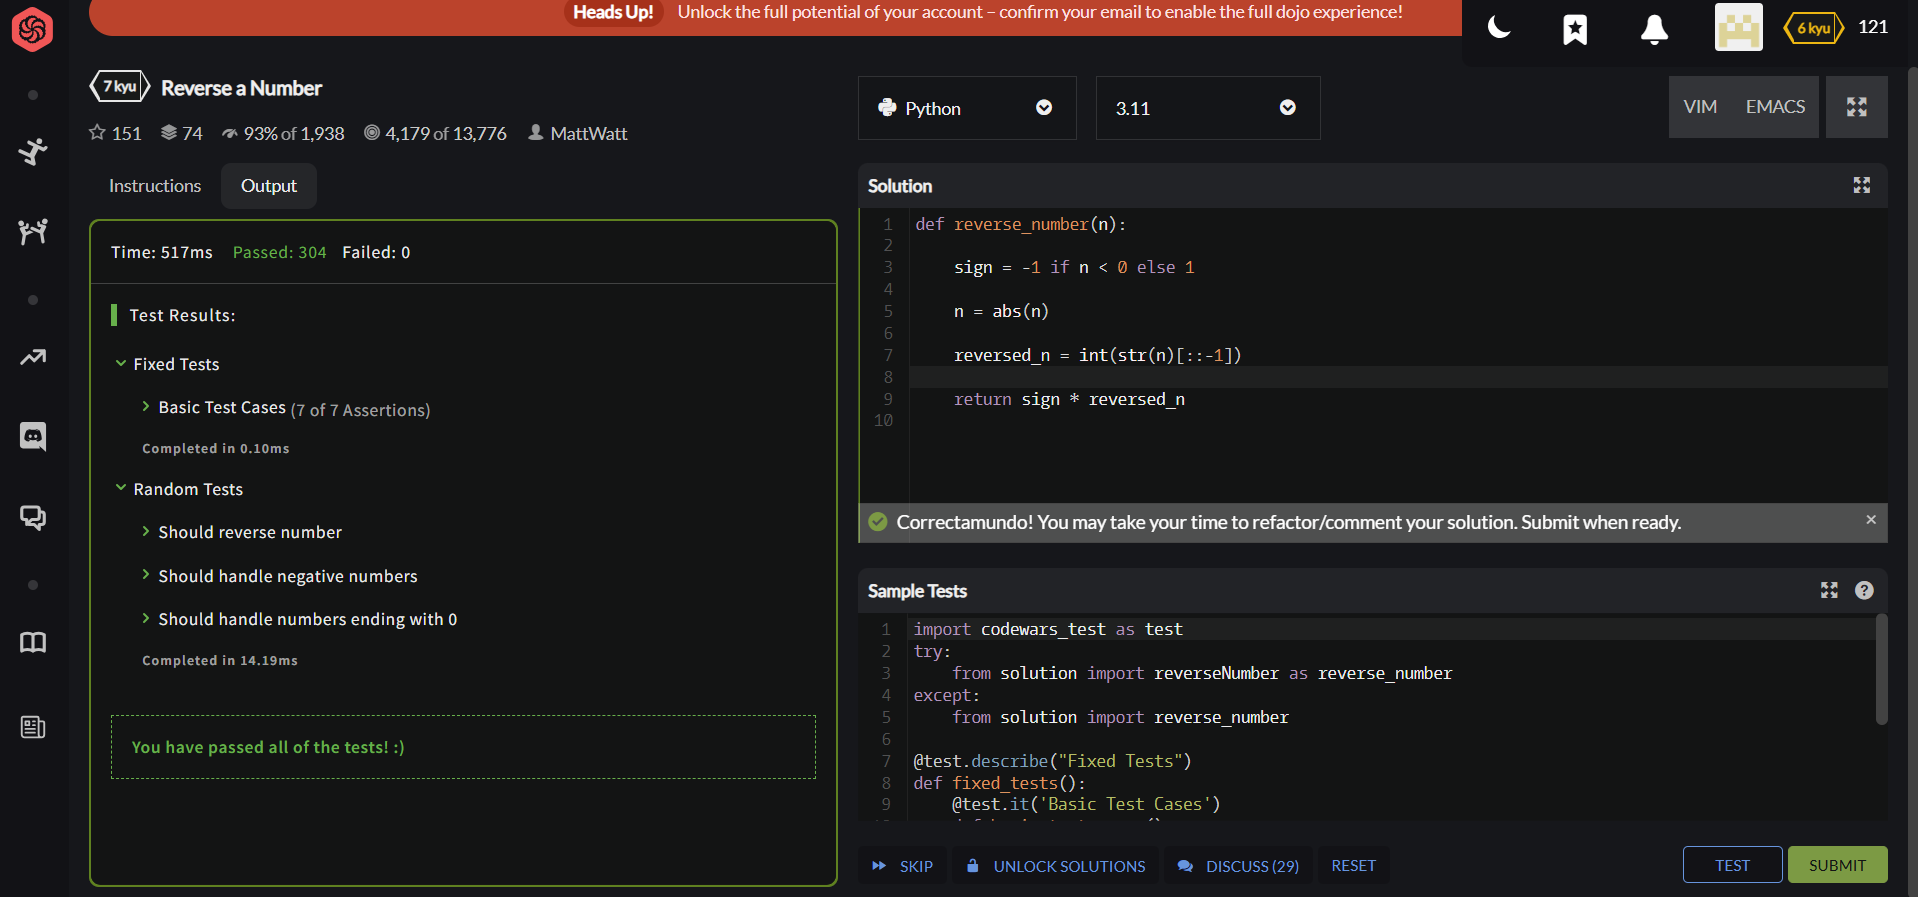 Heads Up! Unlock the full potential of your account – confirm your email to enable the full dojo experience!
6 kyu 121
7 kyu Reverse a Number
151 74 93% of 1,938 4,179 of 13,776 MattWatt
Instructions Output
Time: 517ms Passed: 304 Failed: 0
Test Results:
Fixed Tests
Basic Test Cases (7 of 7 Assertions)
Completed in 0.10ms
Random Tests
Should reverse number
Should handle negative numbers
Should handle numbers ending with 0
Completed in 14.19ms
You have passed all of the tests! :)
Python 3.11 VIM EMACS
Solution
1 def reverse_number(n):
2
3     sign = -1 if n < 0 else 1
4
5     n = abs(n)
6
7     reversed_n = int(str(n)[::-1])
8
9     return sign * reversed_n
10
Correctamundo! You may take your time to refactor/comment your solution. Submit when ready. ×
Sample Tests ?
1 import codewars_test as test
2 try:
3     from solution import reverseNumber as reverse_number
4 except:
5     from solution import reverse_number
6
7 @test.describe("Fixed Tests")
8 def fixed_tests():
9     @test.it('Basic Test Cases')
SKIP UNLOCK SOLUTIONS DISCUSS (29) RESET TEST SUBMIT